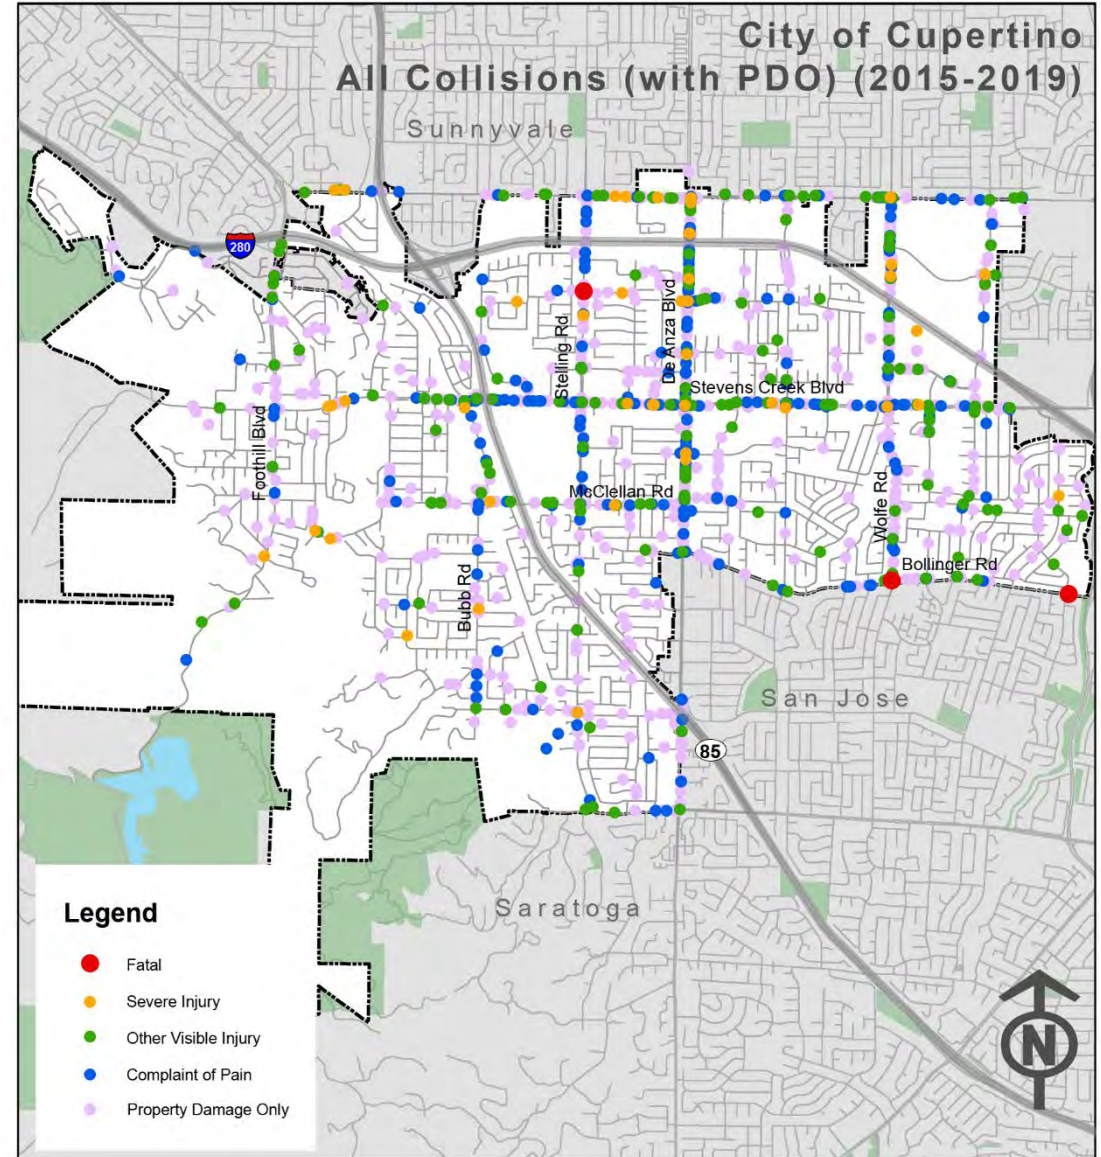 City of Cupertino
All Collisions (with PDO) (2015-2019)
Sunnyvale
280
Stelling Rd
De Anza Blvd
Stevens Creek Blvd
Foothill Blvd
McClellan Rd
Wolfe Rd
Bollinger Rd
Bubb Rd
San Jose
85
Saratoga
Legend
Fatal
Severe Injury
Other Visible Injury
Complaint of Pain
Property Damage Only
N